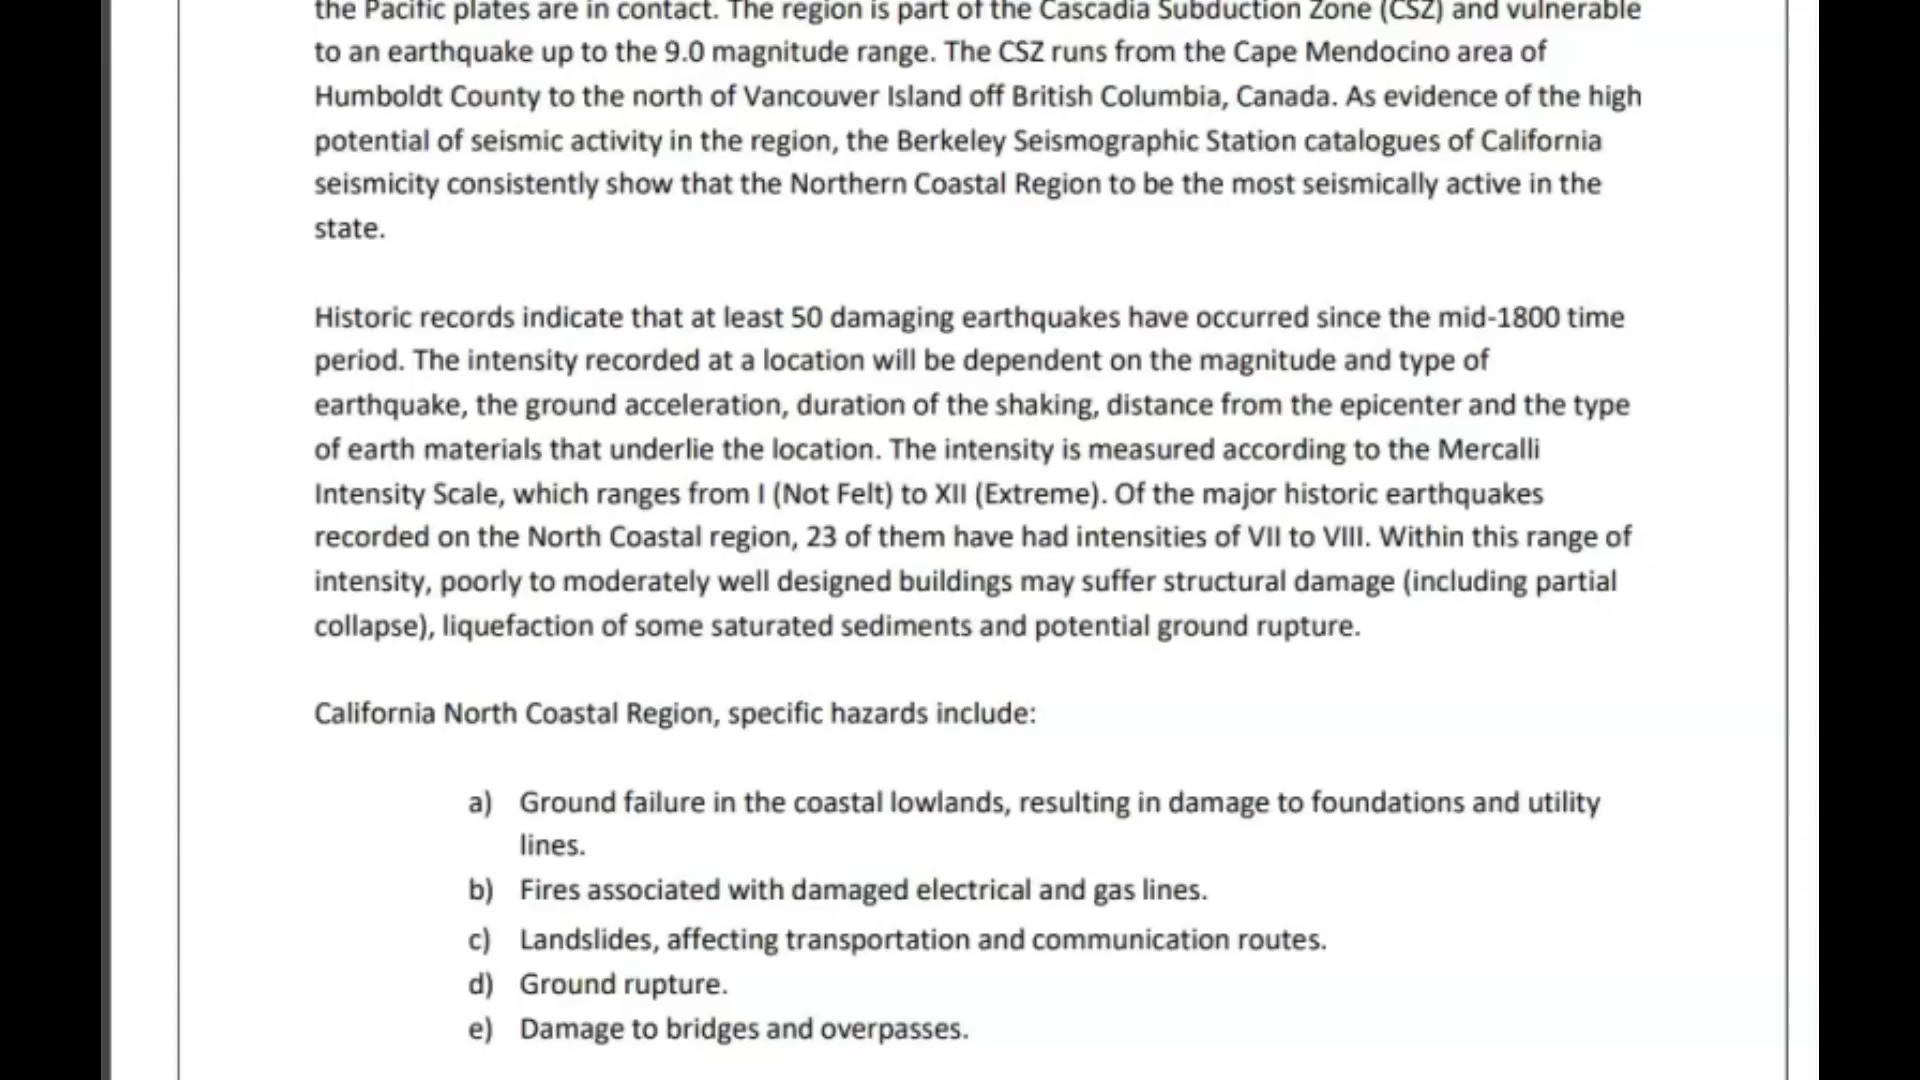 the Pacific plates are in contact. The region is part of the Cascadia Subduction Zone (CSZ) and vulnerable
to an earthquake up to the 9.0 magnitude range. The CSZ runs from the Cape Mendocino area of
Humboldt County to the north of Vancouver Island off British Columbia, Canada. As evidence of the high
potential of seismic activity in the region, the Berkeley Seismographic Station catalogues of California
seismicity consistently show that the Northern Coastal Region to be the most seismically active in the
state.
Historic records indicate that at least 50 damaging earthquakes have occurred since the mid-1800 time
period. The intensity recorded at a location will be dependent on the magnitude and type of
earthquake, the ground acceleration, duration of the shaking, distance from the epicenter and the type
of earth materials that underlie the location. The intensity is measured according to the Mercalli
Intensity Scale, which ranges from I (Not Felt) to XII (Extreme). Of the major historic earthquakes
recorded on the North Coastal region, 23 of them have had intensities of VII to VIII. Within this range of
intensity, poorly to moderately well designed buildings may suffer structural damage (including partial
collapse), liquefaction of some saturated sediments and potential ground rupture.
California North Coastal Region, specific hazards include:
a) Ground failure in the coastal lowlands, resulting in damage to foundations and utility
lines.
b) Fires associated with damaged electrical and gas lines.
c) Landslides, affecting transportation and communication routes.
d) Ground rupture.
e) Damage to bridges and overpasses.